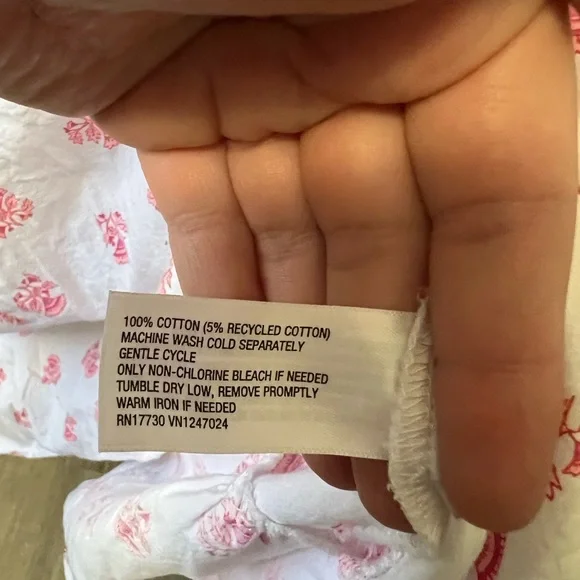 100% COTTON (5% RECYCLED COTTON)
MACHINE WASH COLD SEPARATELY
GENTLE CYCLE
ONLY NON-CHLORINE BLEACH IF NEEDED
TUMBLE DRY LOW, REMOVE PROMPTLY
WARM IRON IF NEEDED
RN17730 VN1247024